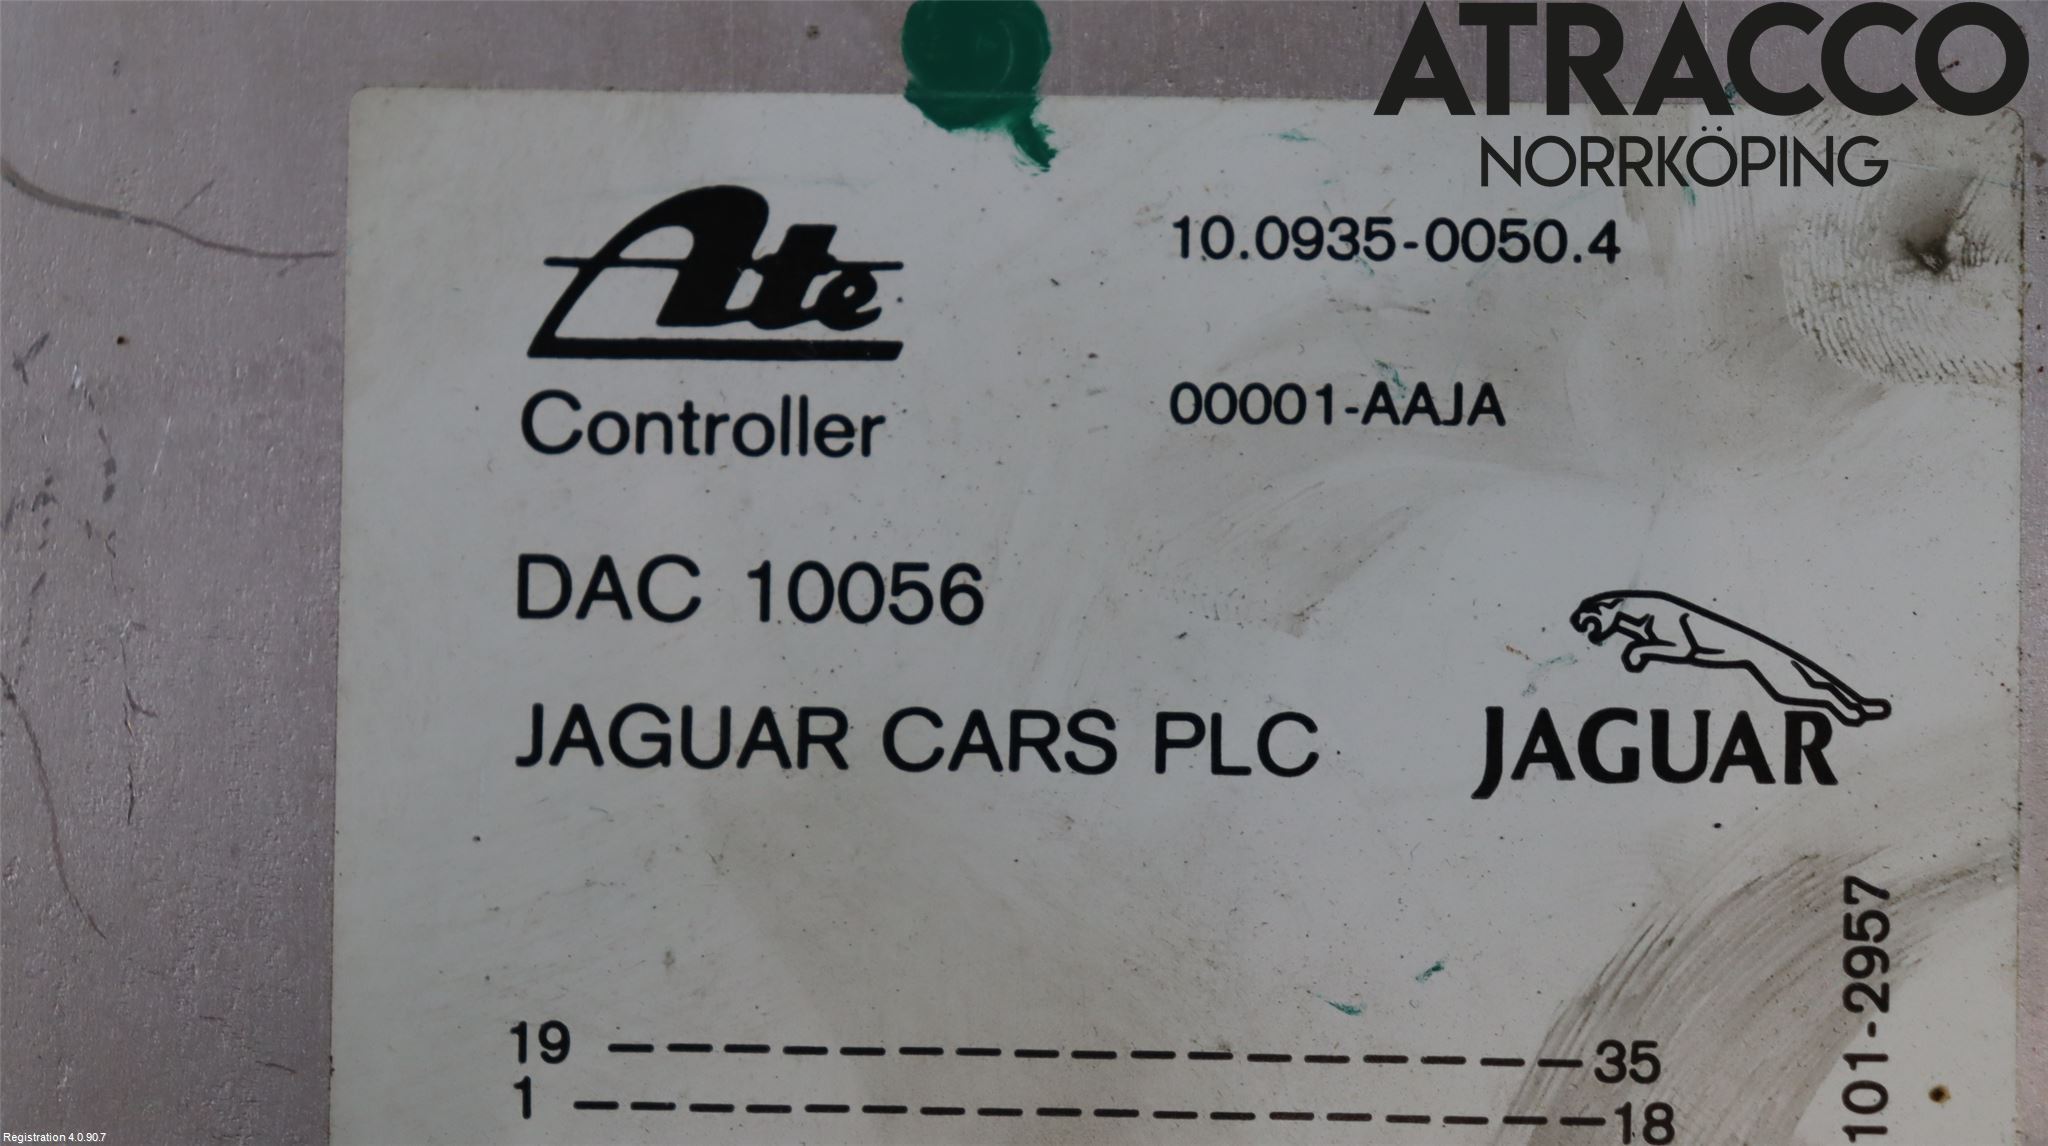 ATRACCO
NORRKÖPING
Ate
10.0935-0050.4
Controller
00001-AAJA
DAC 10056
JAGUAR CARS PLC
JAGUAR
101-2957
19 ————————————————— 35
1 —————————————————— 18
Registration 4.0.90.7